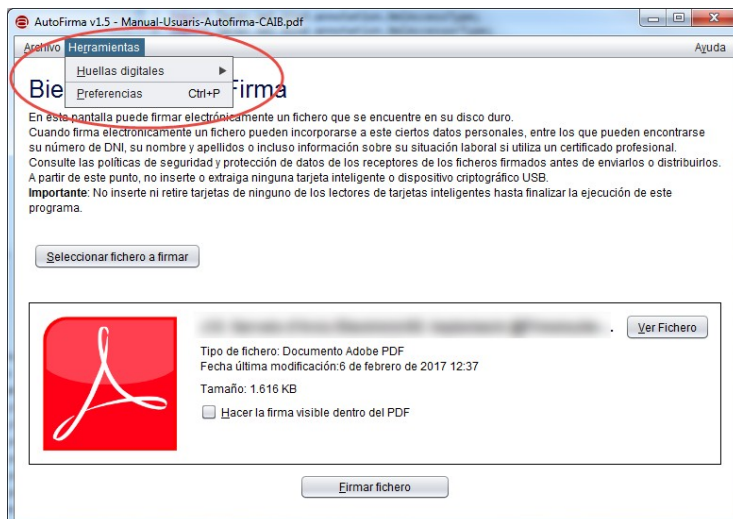 AutoFirma v1.5 - Manual-Usuaris-Autofirma-CAIB.pdf
Archivo Herramientas Ayuda
Huellas digitales
Preferencias Ctrl+P
Bie Firma
En esta pantalla puede firmar electrónicamente un fichero que se encuentre en su disco duro.
Cuando firma electrónicamente un fichero pueden incorporarse a este ciertos datos personales, entre los que pueden encontrarse
su número de DNI, su nombre y apellidos o incluso información sobre su situación laboral si utiliza un certificado profesional.
Consulte las políticas de seguridad y protección de datos de los receptores de los ficheros firmados antes de enviarlos o distribuirlos.
A partir de este punto, no inserte o extraiga ninguna tarjeta inteligente o dispositivo criptográfico USB.
Importante: No inserte ni retire tarjetas de ninguno de los lectores de tarjetas inteligentes hasta finalizar la ejecución de este
programa.
Seleccionar fichero a firmar
Ver Fichero
Tipo de fichero: Documento Adobe PDF
Fecha última modificación:6 de febrero de 2017 12:37
Tamaño: 1.616 KB
Hacer la firma visible dentro del PDF
Firmar fichero